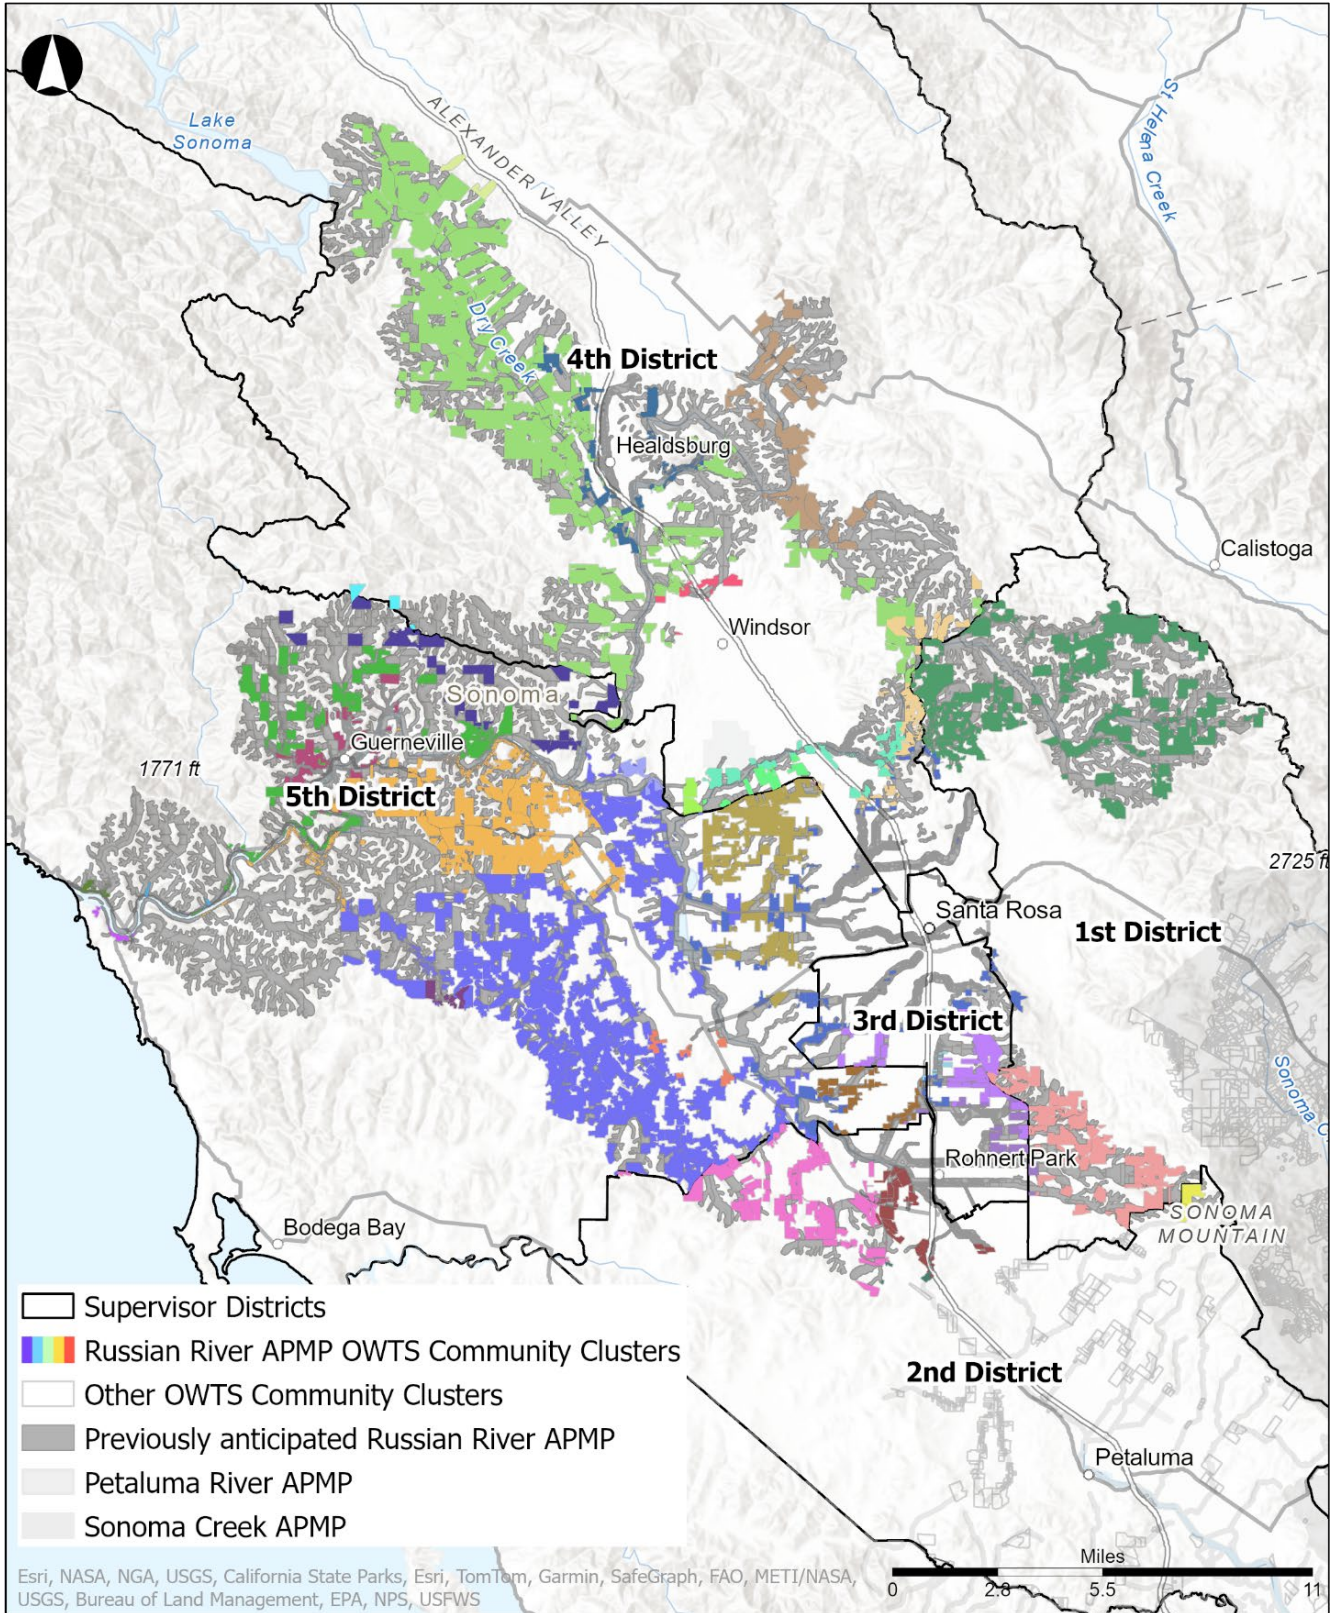 Lake
Sonoma
ALEXANDER VALLEY
St Helena Creek
Dry Creek
4th District
Healdsburg
Calistoga
Windsor
Sonoma
Guerneville
1771 ft
5th District
2725 ft
Santa Rosa
1st District
3rd District
Sonoma
Rohnert Park
SONOMA
MOUNTAIN
Bodega Bay
Supervisor Districts
Russian River APMP OWTS Community Clusters
Other OWTS Community Clusters
Previously anticipated Russian River APMP
Petaluma River APMP
Sonoma Creek APMP
2nd District
Petaluma
Miles
0 2.8 5.5 11
Esri, NASA, NGA, USGS, California State Parks, Esri, TomTom, Garmin, SafeGraph, FAO, METI/NASA,
USGS, Bureau of Land Management, EPA, NPS, USFWS